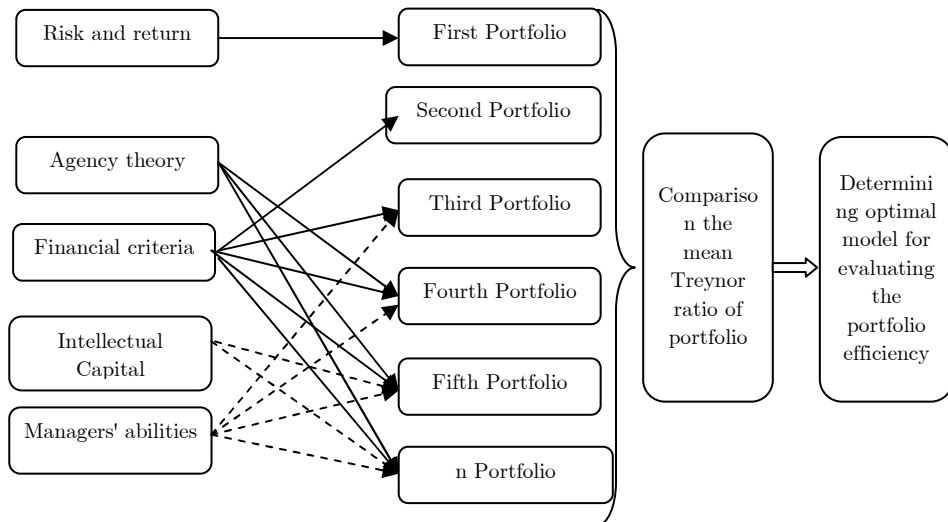 Risk and return
Agency theory
Financial criteria
Intellectual
Capital
Managers' abilities
First Portfolio
Second Portfolio
Third Portfolio
Fourth Portfolio
Fifth Portfolio
n Portfolio
Compariso
n the
mean
Treynor
ratio of
portfolio
Determini
ng optimal
model for
evaluating
the
portfolio
efficiency